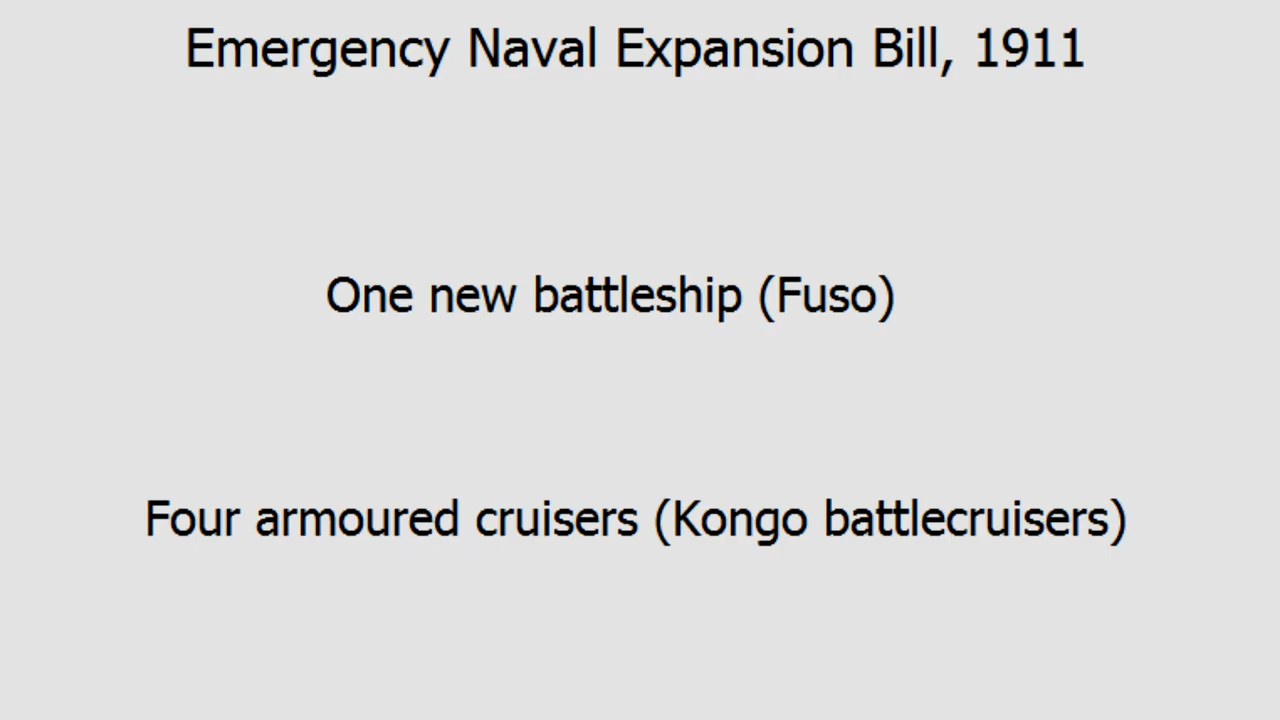 Emergency Naval Expansion Bill, 1911
One new battleship (Fuso)
Four armoured cruisers (Kongo battlecruisers)